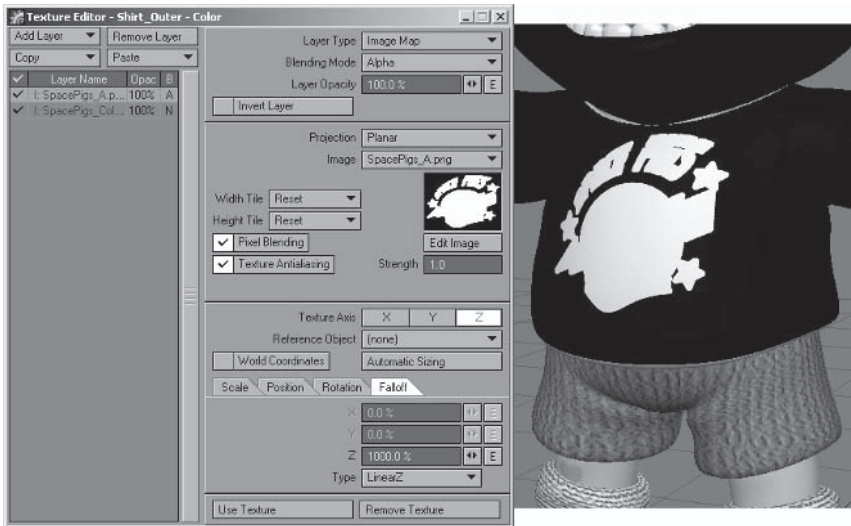 Texture Editor - Shirt_Outer - Color
Add Layer
Remove Layer
Copy
Paste
Layer Name Opac B
I: SpacePigs_A.p... 100% A
I: SpacePigs_Col... 100% N
Layer Type Image Map
Blending Mode Alpha
Layer Opacity 100.0 % E
Invert Layer
Projection Planar
Image SpacePigs_A.png
Width Tile Reset
Height Tile Reset
Pixel Blending
Edit Image
Texture Antialiasing
Strength 1.0
Texture Axis X Y Z
Reference Object (none)
World Coordinates
Automatic Sizing
Scale Position Rotation Falloff
X 0.0 % E
Y 0.0 % E
Z 1000.0 % E
Type LinearZ
Use Texture
Remove Texture